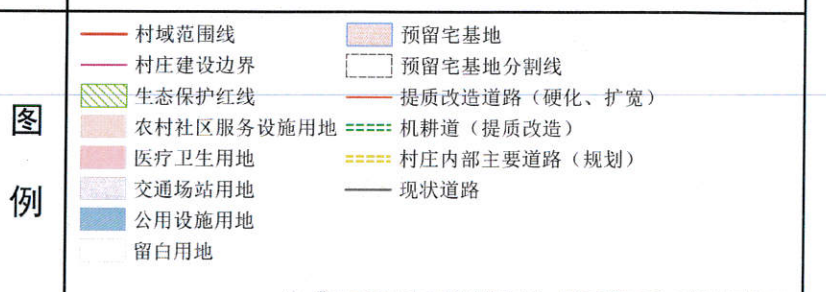 图例
村域范围线
村庄建设边界
生态保护红线
农村社区服务设施用地
医疗卫生用地
交通场站用地
公用设施用地
留白用地
预留宅基地
预留宅基地分割线
提质改造道路（硬化、扩宽）
机耕道（提质改造）
村庄内部主要道路（规划）
现状道路